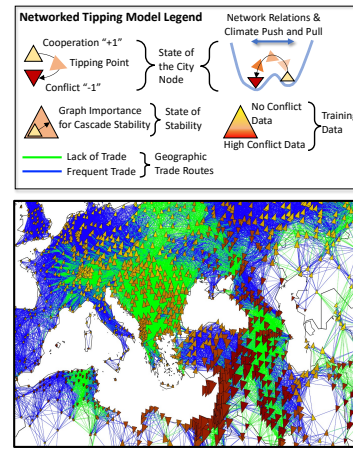 Networked Tipping Model Legend
Network Relations &
Climate Push and Pull
Cooperation “+1”
Tipping Point
Conflict “-1”
State of
the City
Node
Graph Importance
for Cascade Stability
State of
Stability
No Conflict
Data
High Conflict Data
Training
Data
Lack of Trade
Frequent Trade
Geographic
Trade Routes